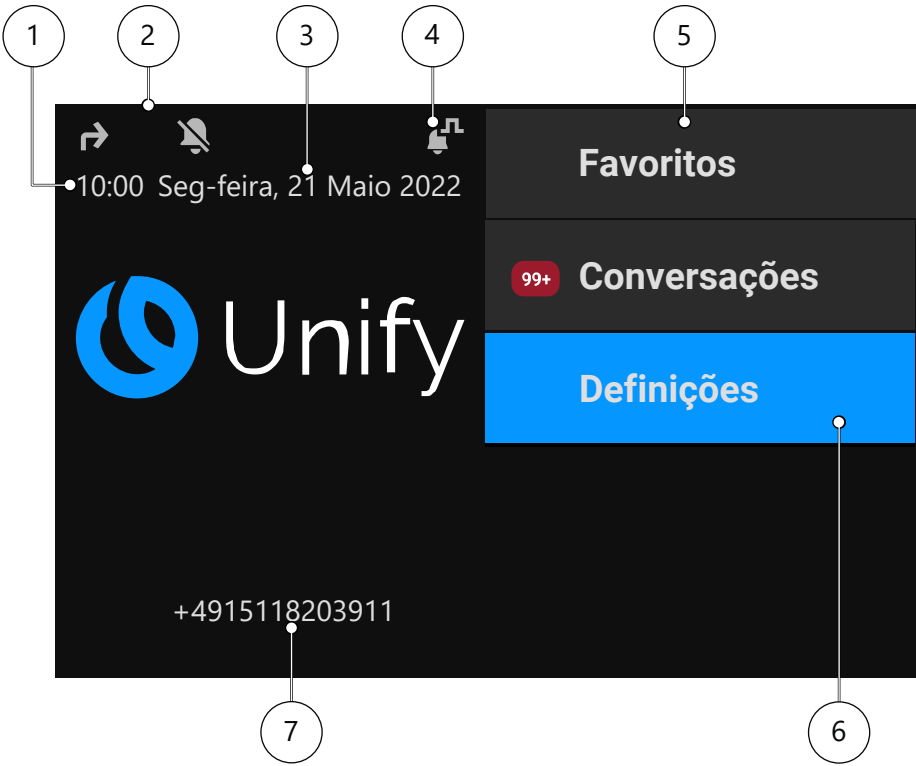 1
2
3
4
5
10:00 Seg-feira, 21 Maio 2022
Favoritos
99+ Conversações
Unify
Definições
+4915118203911
7
6